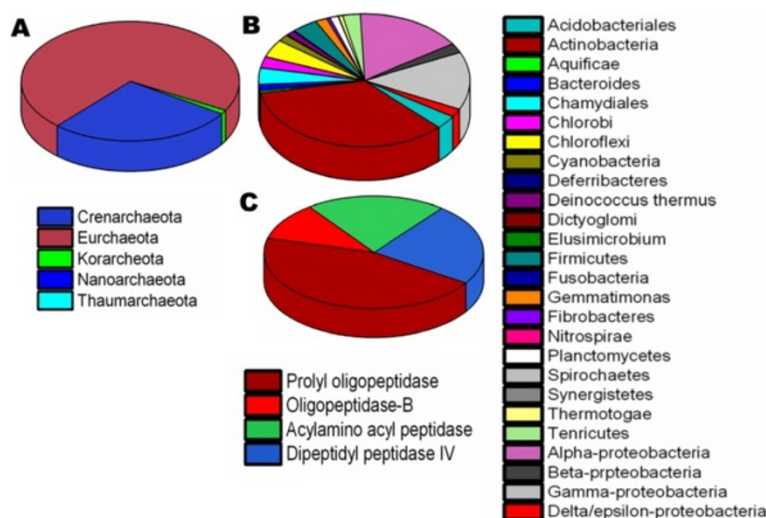 A
B
C
Crenarchaeota
Eurchaeota
Korarcheota
Nanoarchaeota
Thaumarchaeota
Prolyl oligopeptidase
Oligopeptidase-B
Acylamino acyl peptidase
Dipeptidyl peptidase IV
Acidobacteriales
Actinobacteria
Aquificae
Bacteroides
Chamydiales
Chlorobi
Chloroflexi
Cyanobacteria
Deferribacteres
Deinococcus thermus
Dictyoglomi
Elusimicrobium
Firmicutes
Fusobacteria
Gemmatimonas
Fibrobacteres
Nitrospirae
Planctomycetes
Spirochaetes
Synergistetes
Thermotogae
Tenricutes
Alpha-proteobacteria
Beta-prpteobacteria
Gamma-proteobacteria
Delta/epsilon-proteobacteria